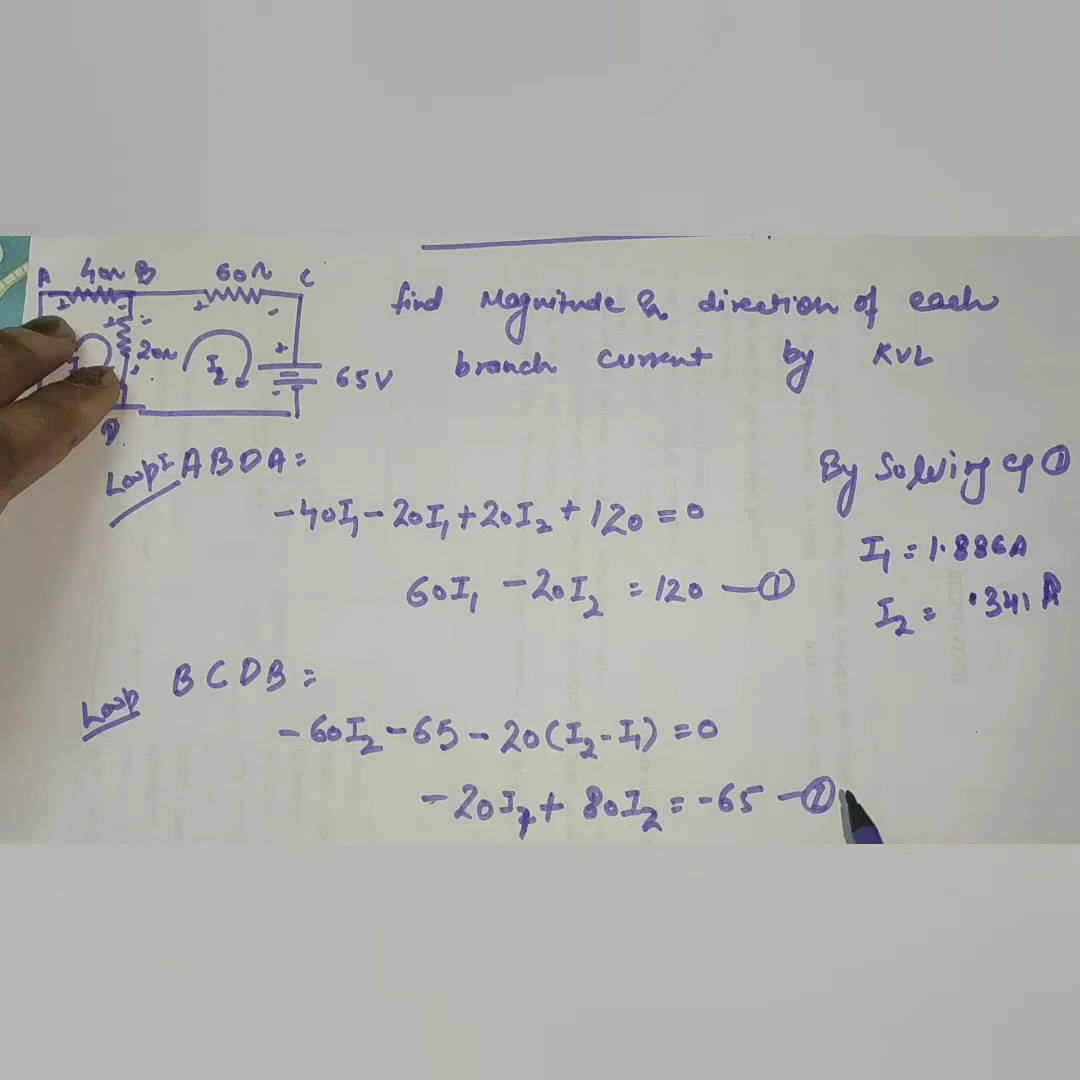 A 40Ω B 60Ω C
+ - + -
+ 20Ω I₂ + - 65V
D
find Magnitude & direction of each
branch current by KVL
Loop I ABDA :
-40I₁ - 20I₁ + 20I₂ + 120 = 0
60I₁ - 20I₂ = 120 —①
Loop BCDB :
-60I₂ - 65 - 20(I₂ - I₁) = 0
-20I₁ + 80I₂ = -65 —②
By Solving eq ①
I₁ = 1.886A
I₂ = .341 A